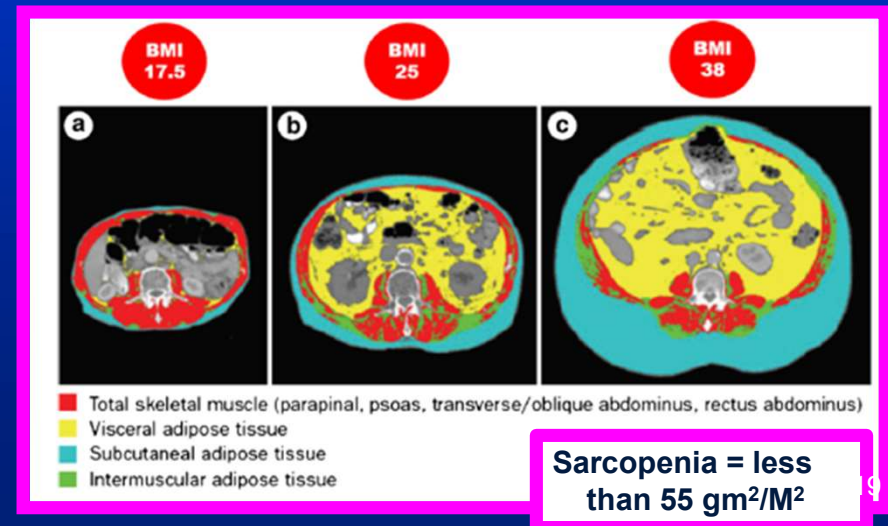 BMI
17.5
BMI
25
BMI
38
a
b
c
Total skeletal muscle (parapinal, psoas, transverse/oblique abdominus, rectus abdominus)
Visceral adipose tissue
Subcutaneal adipose tissue
Intermuscular adipose tissue
Sarcopenia = less
than 55 gm²/M²
19